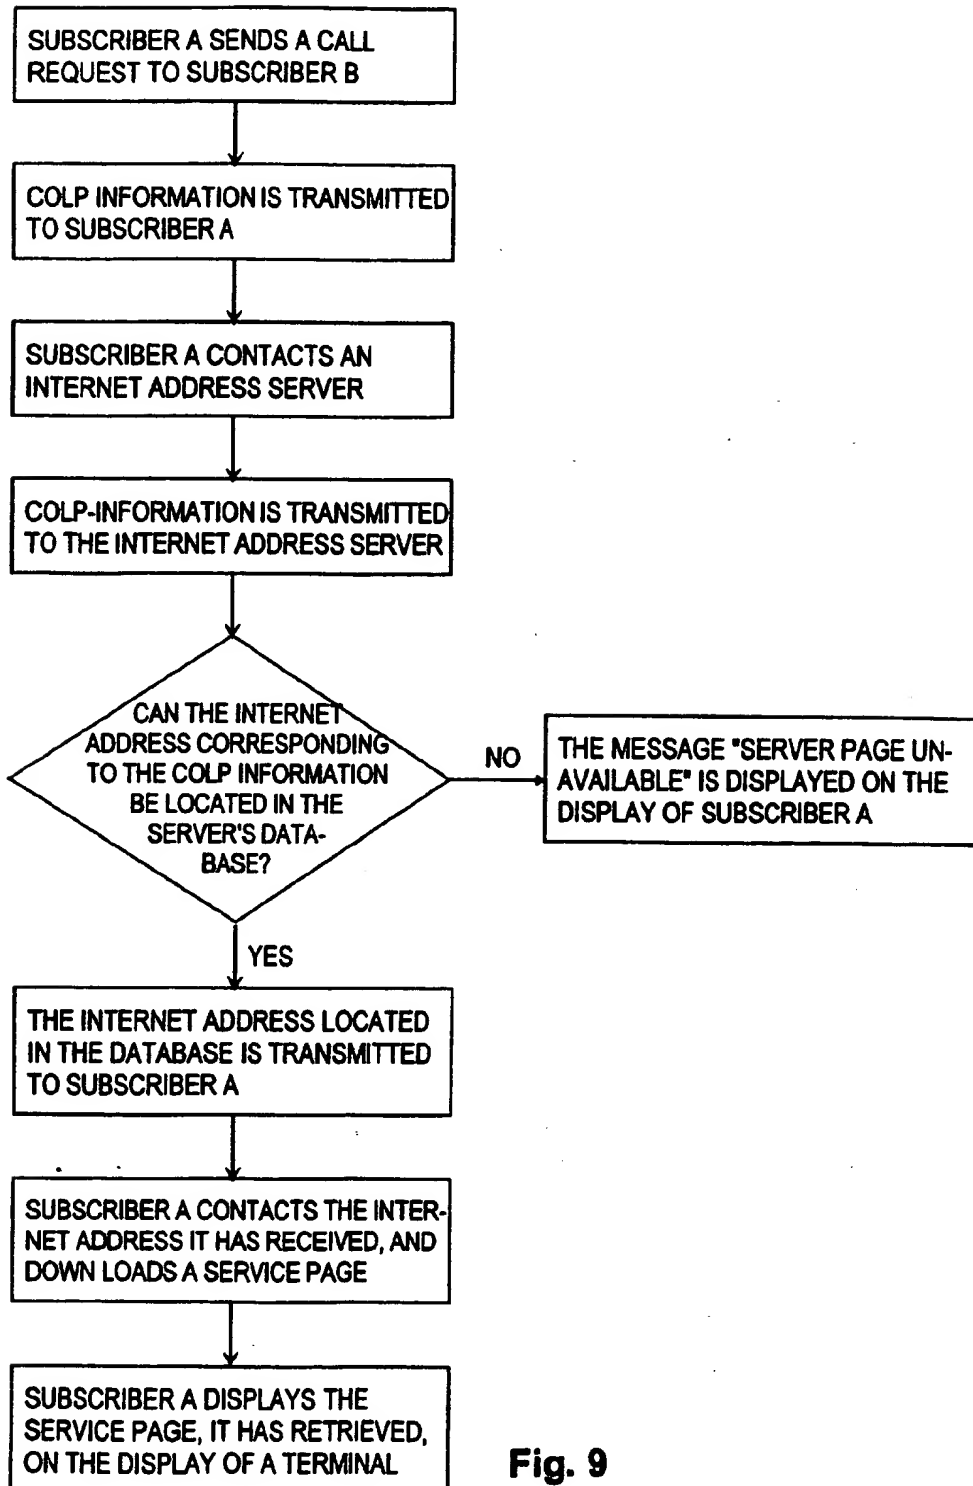 SUBSCRIBER A SENDS A CALL
REQUEST TO SUBSCRIBER B
COLP INFORMATION IS TRANSMITTED
TO SUBSCRIBER A
SUBSCRIBER A CONTACTS AN
INTERNET ADDRESS SERVER
COLP-INFORMATION IS TRANSMITTED
TO THE INTERNET ADDRESS SERVER
CAN THE INTERNET
ADDRESS CORRESPONDING
TO THE COLP INFORMATION
BE LOCATED IN THE
SERVER'S DATA-
BASE?
NO
THE MESSAGE "SERVER PAGE UN-
AVAILABLE" IS DISPLAYED ON THE
DISPLAY OF SUBSCRIBER A
YES
THE INTERNET ADDRESS LOCATED
IN THE DATABASE IS TRANSMITTED
TO SUBSCRIBER A
SUBSCRIBER A CONTACTS THE INTER-
NET ADDRESS IT HAS RECEIVED, AND
DOWN LOADS A SERVICE PAGE
SUBSCRIBER A DISPLAYS THE
SERVICE PAGE, IT HAS RETRIEVED,
ON THE DISPLAY OF A TERMINAL
Fig. 9